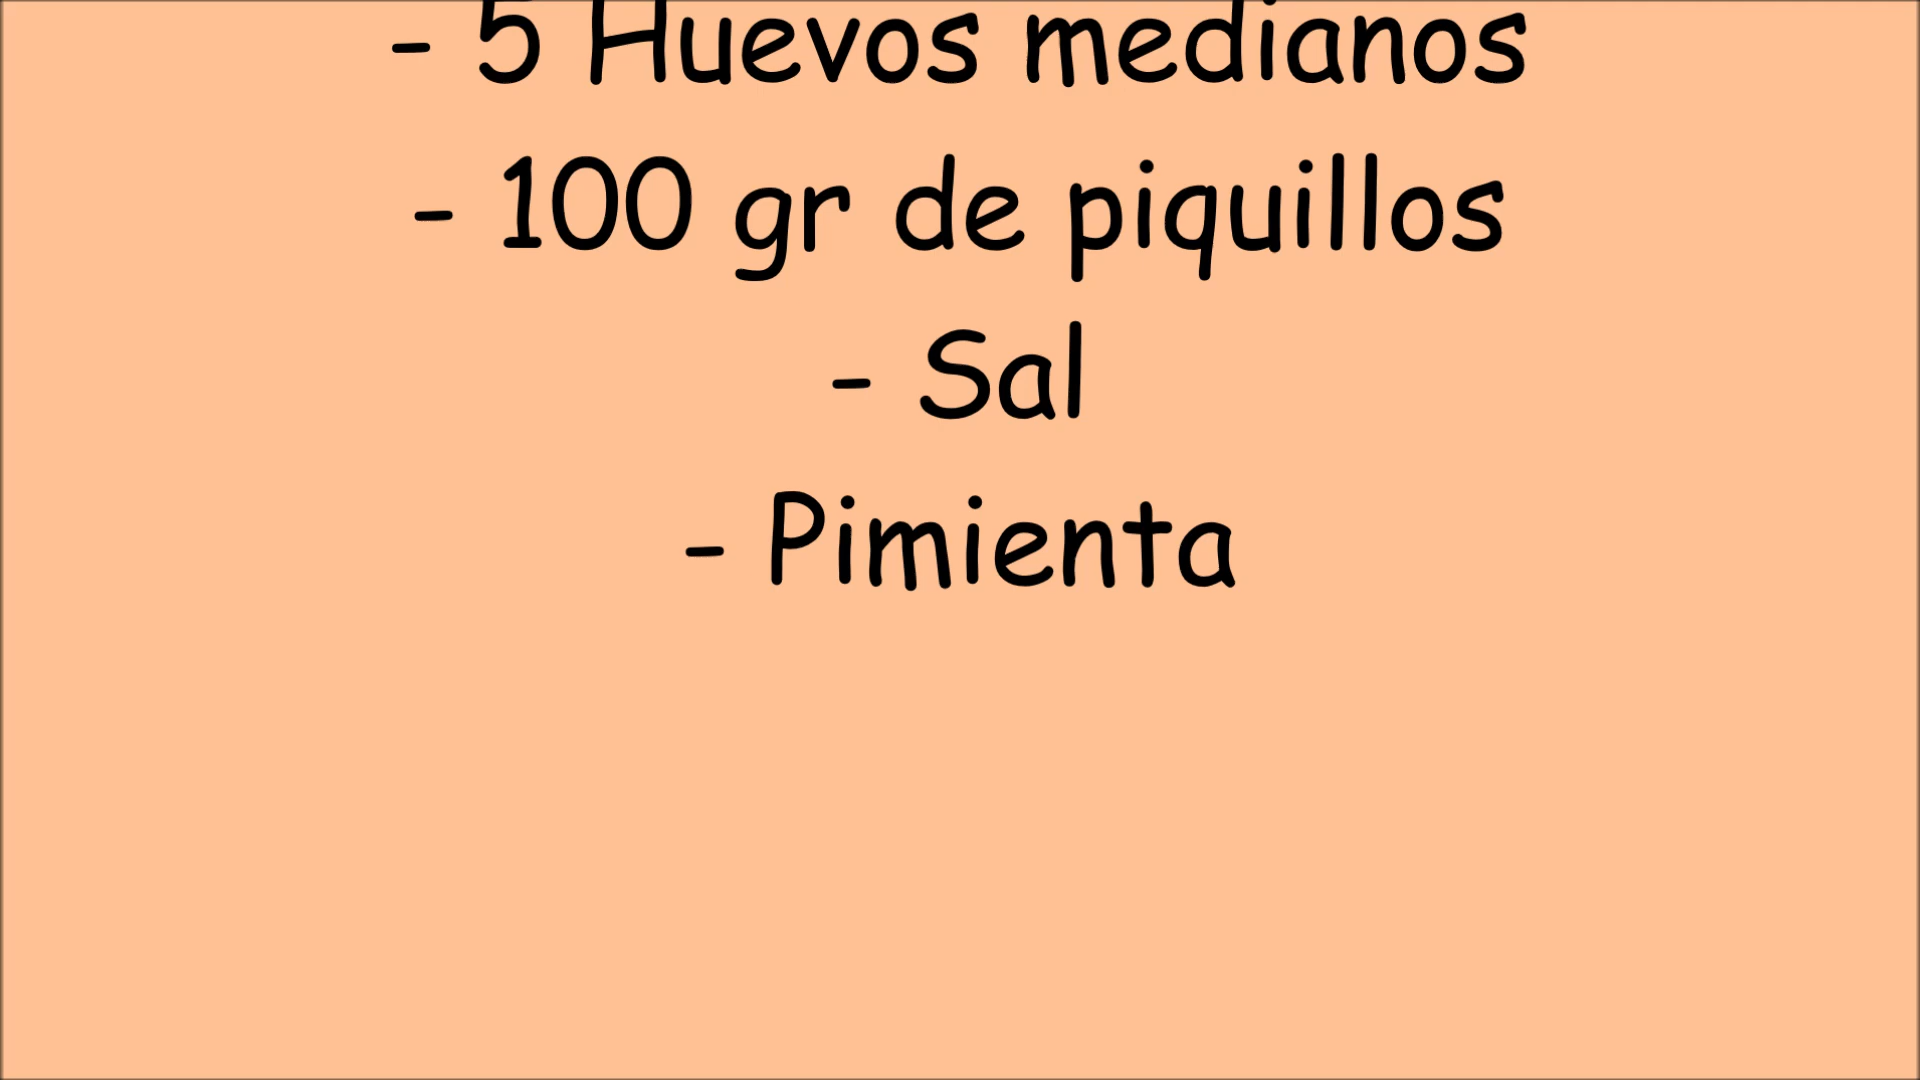 - 5 Huevos medianos
- 100 gr de piquillos
- Sal
- Pimienta